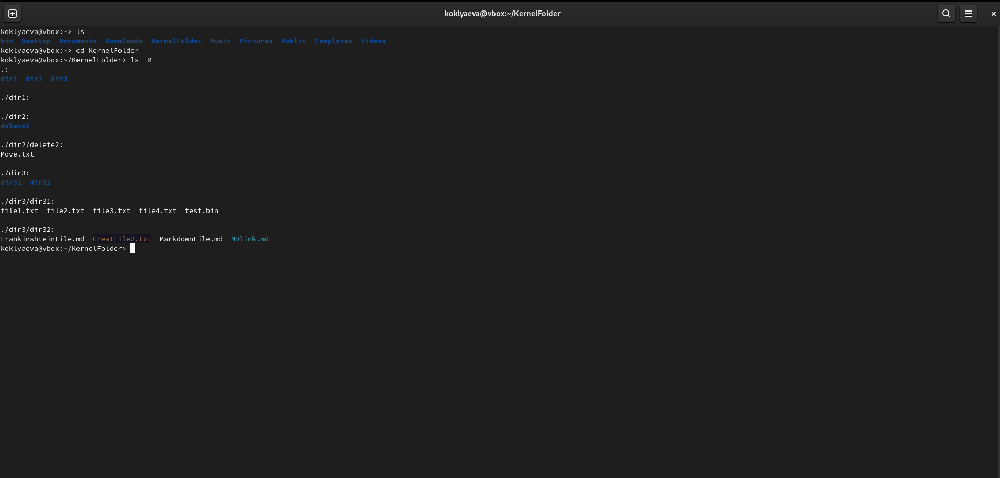 koklyaeva@vbox:~/KernelFolder
koklyaeva@vbox:~> ls
bin  Desktop  Documents  Downloads  KernelFolder  Music  Pictures  Public  Templates  Videos
koklyaeva@vbox:~> cd KernelFolder
koklyaeva@vbox:~/KernelFolder> ls -R
.:
dir1  dir2  dir3
./dir1:
./dir2:
delete2
./dir2/delete2:
Move.txt
./dir3:
dir31  dir32
./dir3/dir31:
file1.txt  file2.txt  file3.txt  file4.txt  test.bin
./dir3/dir32:
FrankinshteinFile.md  GreatFile2.txt  MarkdownFile.md  MDlink.md
koklyaeva@vbox:~/KernelFolder>